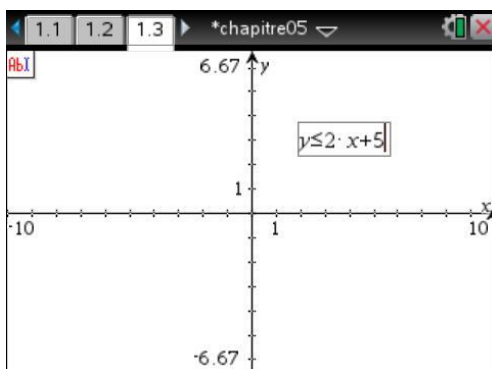 1.1 1.2 1.3 *chapitre05
AbI
6.67 y
y≤2· x+5
1
x
-10 1 10
-6.67